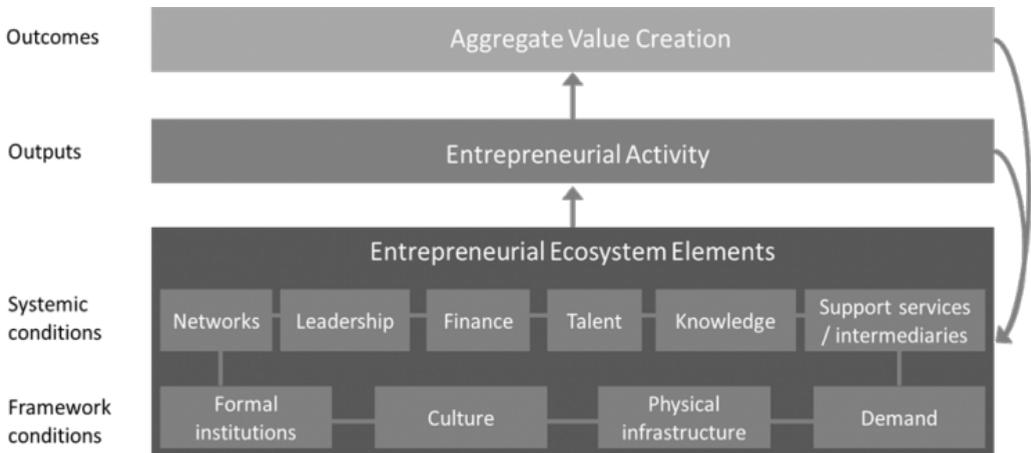 Outcomes
Aggregate Value Creation
Outputs
Entrepreneurial Activity
Entrepreneurial Ecosystem Elements
Systemic
conditions
Networks
Leadership
Finance
Talent
Knowledge
Support services
/ intermediaries
Framework
conditions
Formal
institutions
Culture
Physical
infrastructure
Demand